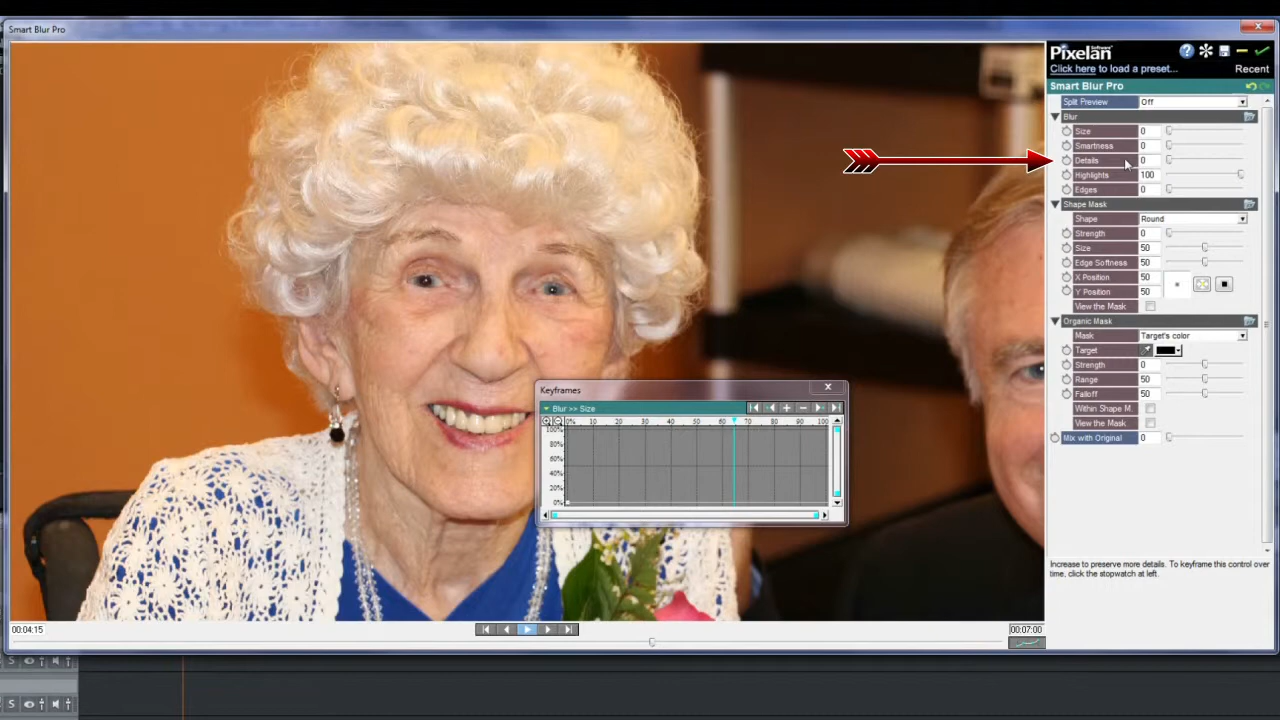 Smart Blur Pro
Pixelan Software
Click here to load a preset...
Recent
Smart Blur Pro
Split Preview Off
Blur
Size 0
Smartness 0
Details 0
Highlights 100
Edges 0
Shape Mask
Shape Round
Strength 0
Size 50
Edge Softness 50
X Position 50
Y Position 50
View the Mask
Organic Mask
Mask Target's color
Target
Strength 0
Range 50
Falloff 50
Within Shape M.
View the Mask
Mix with Original 0
Increase to preserve more details. To keyframe this control over
time, click the stopwatch at left.
Keyframes
Blur >> Size
0% 10 20 30 40 50 60 70 80 90 100
100%
80%
60%
40%
20%
0%
00:04:15
00:07:00
S
S